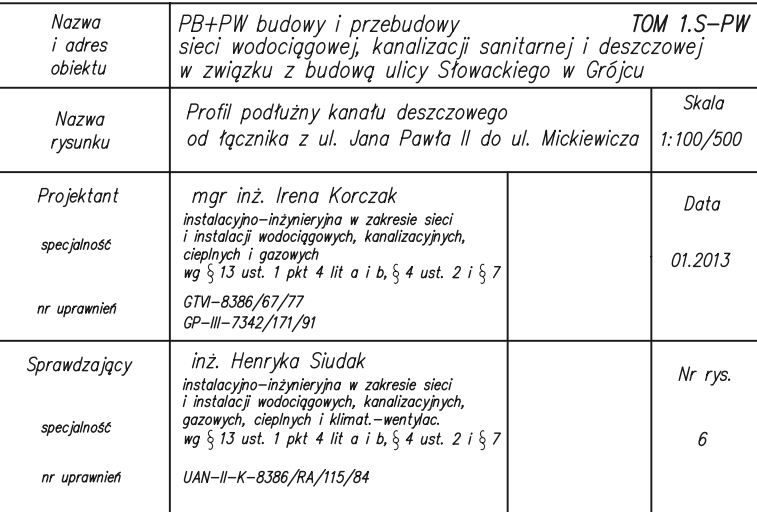 Nazwa
i adres
obiektu
PB+PW budowy i przebudowy TOM 1.S-PW
sieci wodociągowej, kanalizacji sanitarnej i deszczowej
w związku z budową ulicy Słowackiego w Grójcu
Nazwa
rysunku
Profil podłużny kanału deszczowego
od łącznika z ul. Jana Pawła II do ul. Mickiewicza
Skala
1:100/500
Projektant
specjalność
nr uprawnień
mgr inż. Irena Korczak
instalacyjno-inżynieryjna w zakresie sieci
i instalacji wodociągowych, kanalizacyjnych,
cieplnych i gazowych
wg § 13 ust. 1 pkt 4 lit a i b, § 4 ust. 2 i § 7
GTVI-8386/67/77
GP-III-7342/171/91
Data
01.2013
Sprawdzający
specjalność
nr uprawnień
inż. Henryka Siudak
instalacyjno-inżynieryjna w zakresie sieci
i instalacji wodociągowych, kanalizacyjnych,
gazowych, cieplnych i klimat.-wentylac.
wg § 13 ust. 1 pkt 4 lit a i b, § 4 ust. 2 i § 7
UAN-II-K-8386/RA/115/84
Nr rys.
6